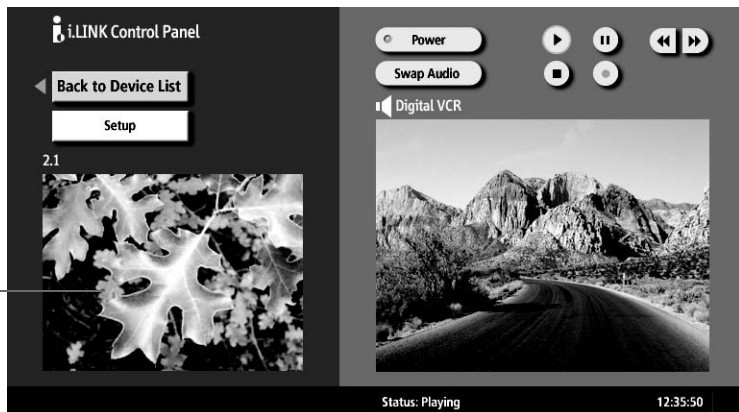 i.LINK Control Panel
Back to Device List
Setup
2.1
Power
Swap Audio
Digital VCR
Status: Playing
12:35:50